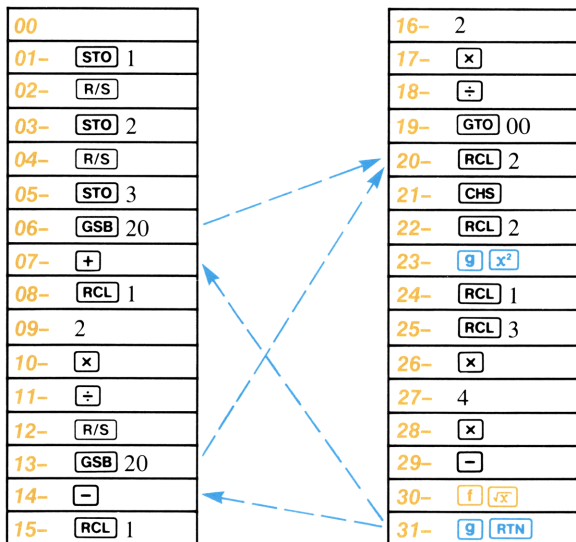 00
01– STO 1
02– R/S
03– STO 2
04– R/S
05– STO 3
06– GSB 20
07– +
08– RCL 1
09– 2
10– ×
11– ÷
12– R/S
13– GSB 20
14– −
15– RCL 1
16– 2
17– ×
18– ÷
19– GTO 00
20– RCL 2
21– CHS
22– RCL 2
23– g x²
24– RCL 1
25– RCL 3
26– ×
27– 4
28– ×
29– −
30– f √x
31– g RTN